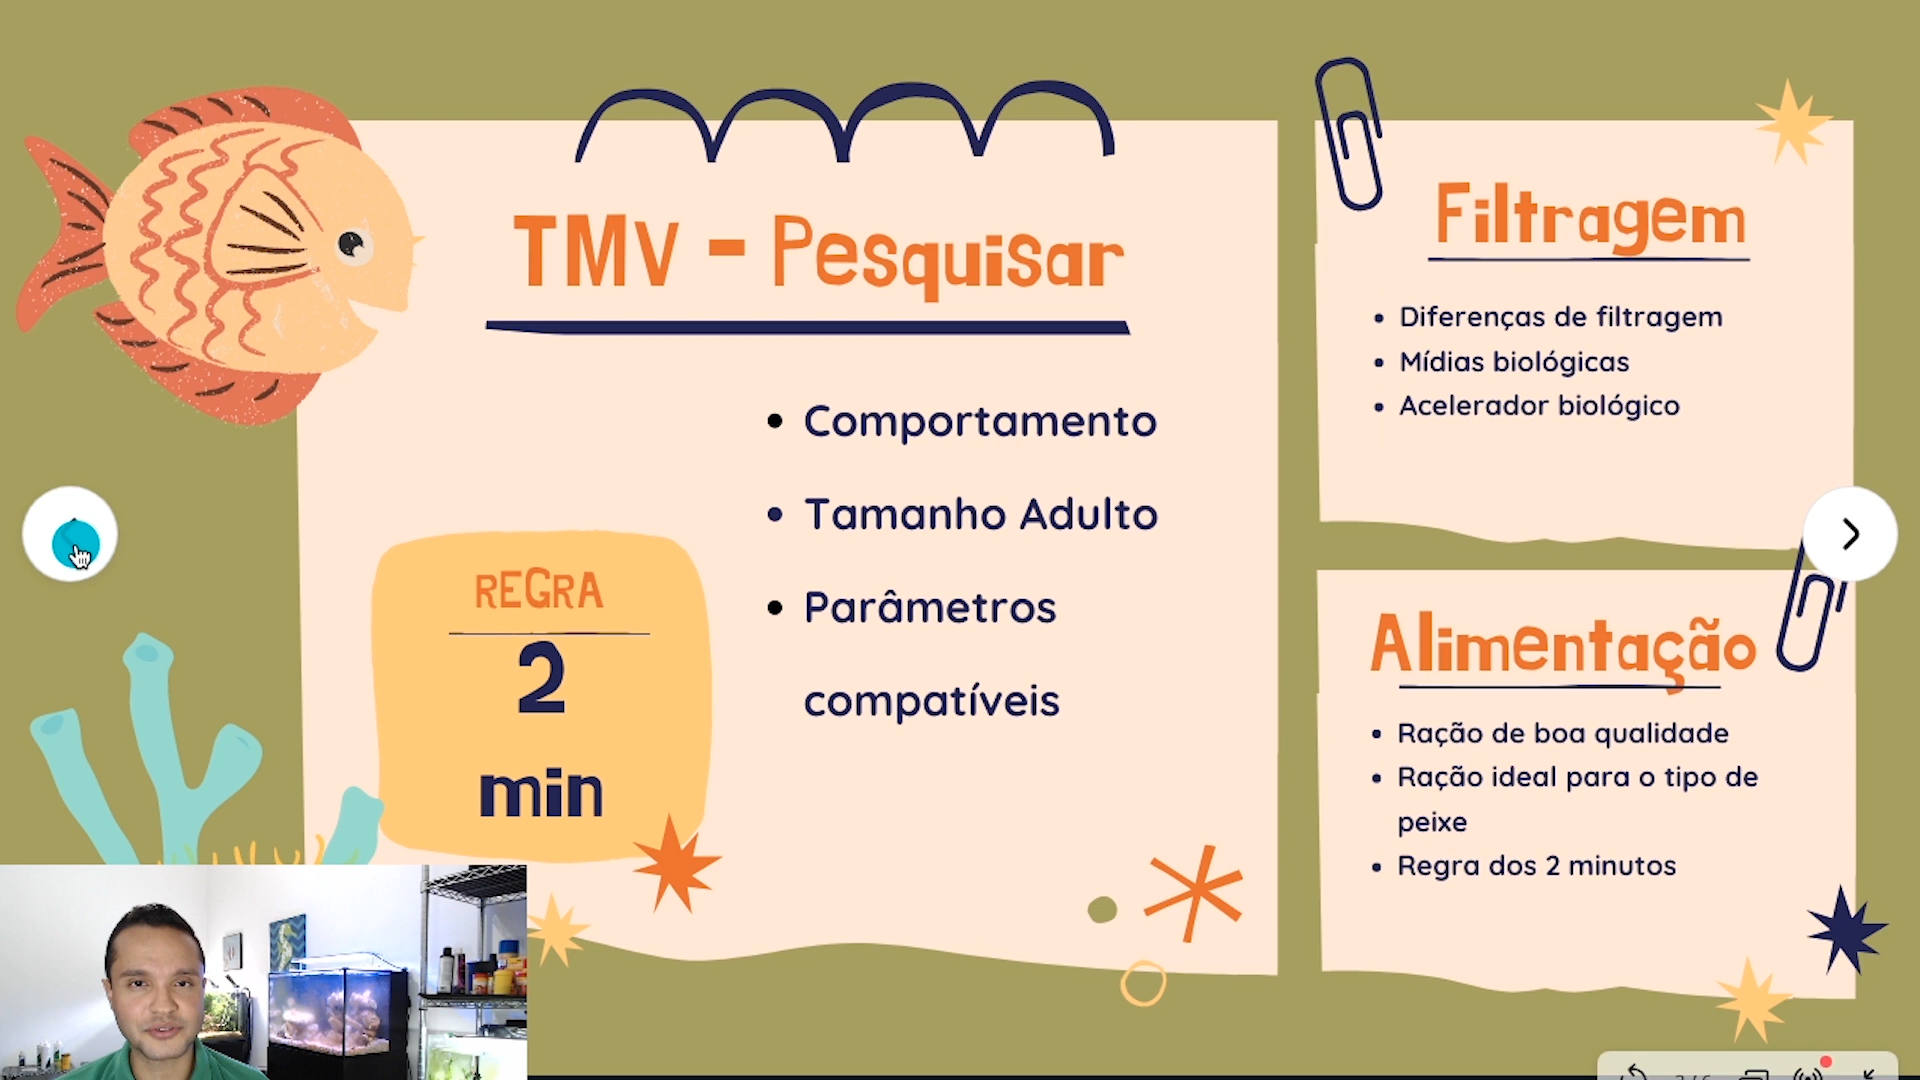 TMV - Pesquisar
Comportamento
Tamanho Adulto
Parâmetros
compatíveis
REGRA
2
min
Filtragem
Diferenças de filtragem
Mídias biológicas
Acelerador biológico
Alimentação
Ração de boa qualidade
Ração ideal para o tipo de
peixe
Regra dos 2 minutos